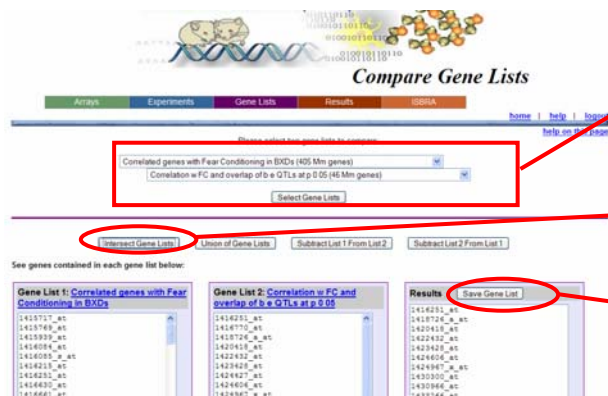 Compare Gene Lists
Arrays Experiments Gene Lists Results ISBRA
home | help | logout
help on this page
Please select two gene lists to compare:
Correlated genes with Fear Conditioning in BXDs (405 Mm genes)
Correlation w FC and overlap of b e QTLs at p 0 05 (46 Mm genes)
Select Gene Lists
Intersect Gene Lists Union of Gene Lists Subtract List 1 From List 2 Subtract List 2 From List 1
See genes contained in each gene list below:
Gene List 1: Correlated genes with Fear Conditioning in BXDs
1415717_at
1415769_at
1415939_at
1416084_at
1416085_s_at
1416215_at
1416251_at
1416630_at
1416661_at
Gene List 2: Correlation w FC and overlap of b e QTLs at p 0 05
1416251_at
1416770_at
1418726_a_at
1420418_at
1422432_at
1423428_at
1424427_at
1424606_at
1424967_x_at
Results Save Gene List
1416251_at
1418726_a_at
1420418_at
1422432_at
1423428_at
1424606_at
1424967_x_at
1430300_at
1430966_at